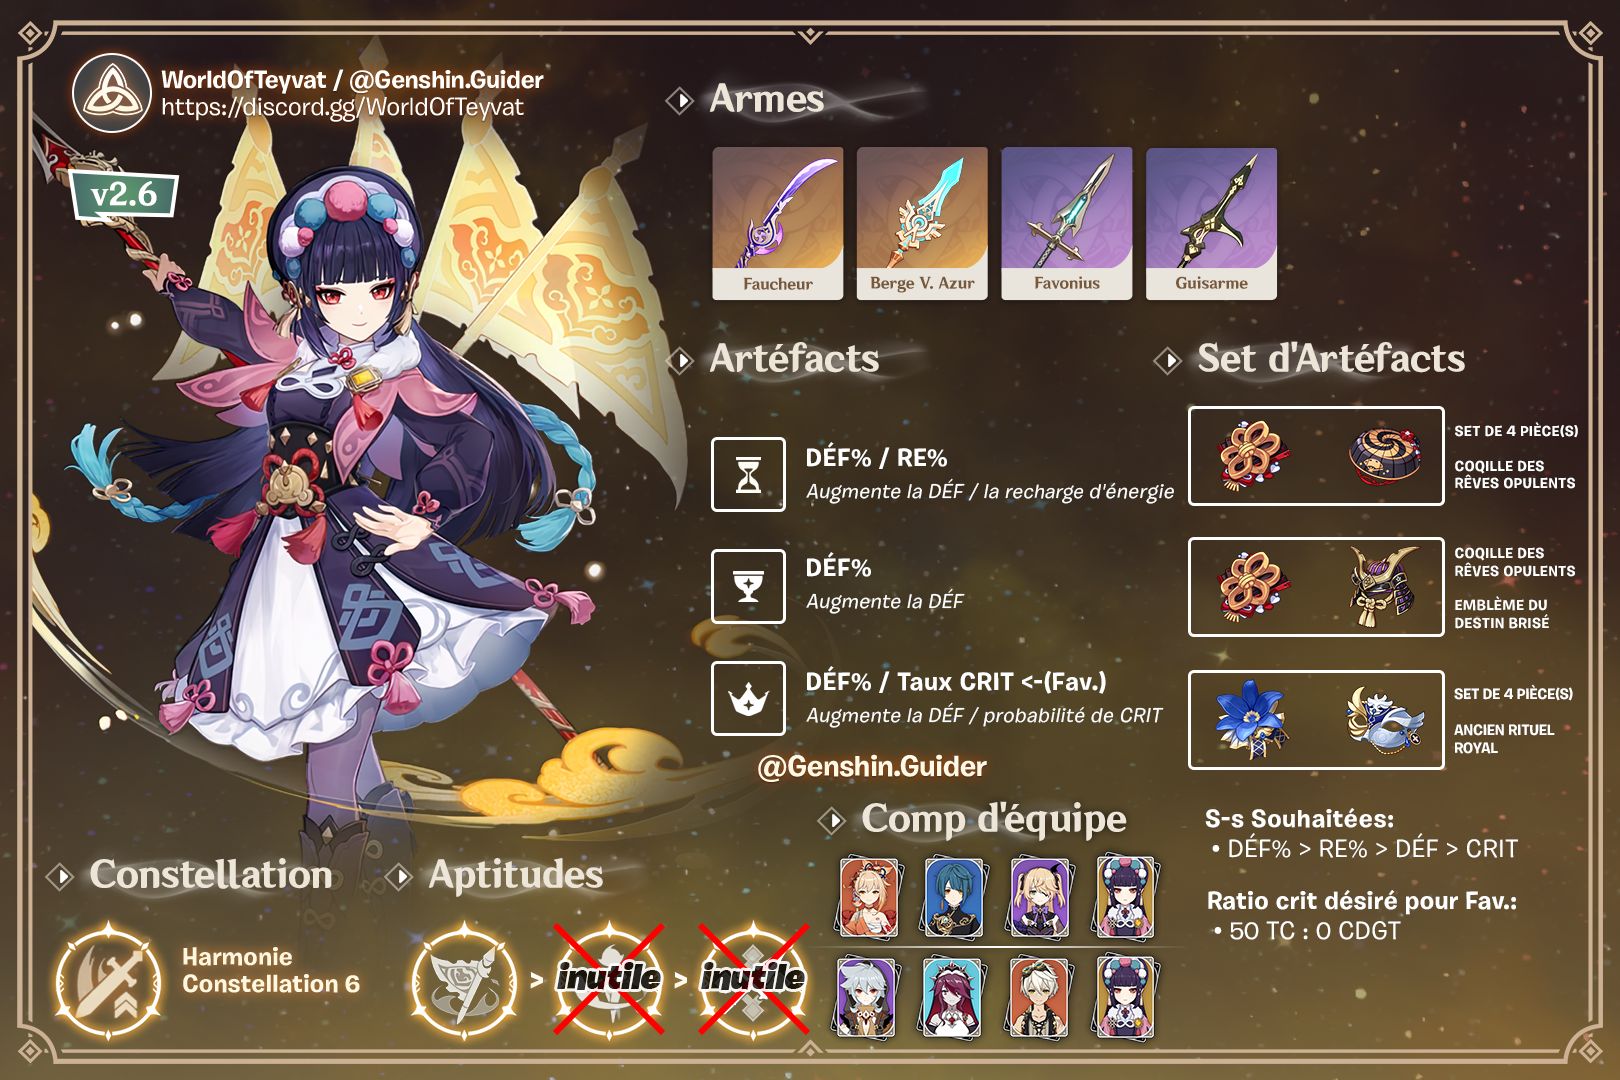 WorldOfTeyvat / @Genshin.Guider
https://discord.gg/WorldOfTeyvat
v2.6
Armes
Faucheur
Berge V. Azur
Favonius
Guisarme
Artéfacts
DÉF% / RE%
Augmente la DÉF / la recharge d'énergie
DÉF%
Augmente la DÉF
DÉF% / Taux CRIT <-(Fav.)
Augmente la DÉF / probabilité de CRIT
@Genshin.Guider
Set d'Artéfacts
SET DE 4 PIÈCE(S)
COQILLE DES
RÊVES OPULENTS
COQILLE DES
RÊVES OPULENTS
EMBLÈME DU
DESTIN BRISÉ
SET DE 4 PIÈCE(S)
ANCIEN RITUEL
ROYAL
Comp d'équipe
S-s Souhaitées:
• DÉF% > RE% > DÉF > CRIT
Ratio crit désiré pour Fav.:
• 50 TC : 0 CDGT
Constellation
Harmonie
Constellation 6
Aptitudes
> inutile > inutile